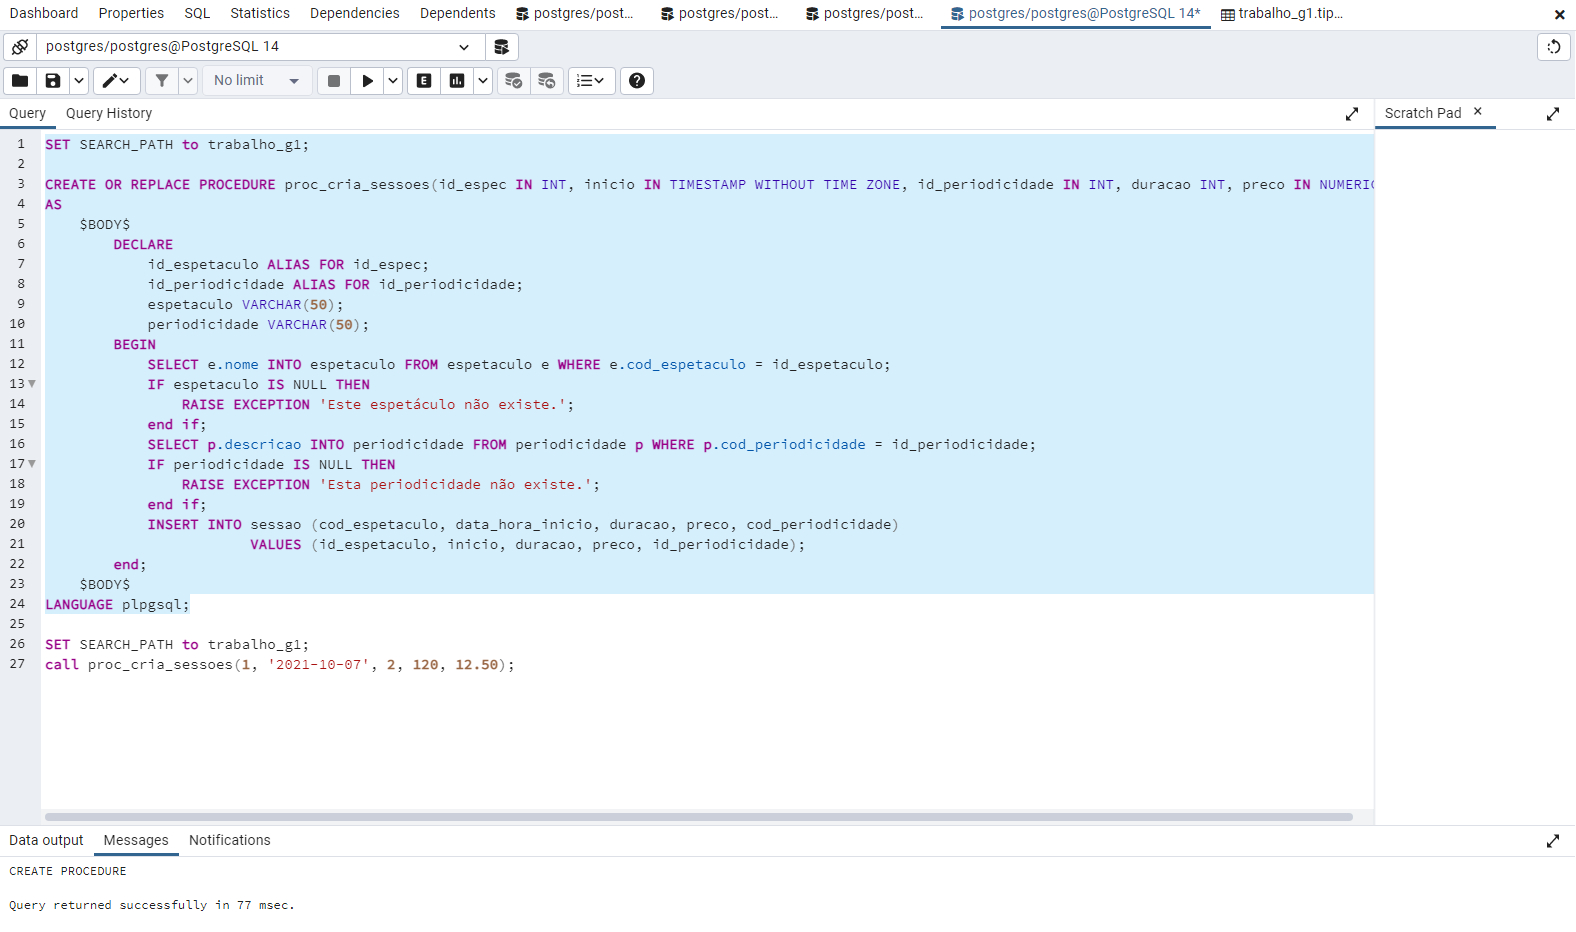 Dashboard Properties SQL Statistics Dependencies Dependents postgres/post... postgres/post... postgres/post... postgres/postgres@PostgreSQL 14* trabalho_g1.tip...
postgres/postgres@PostgreSQL 14
No limit
E
Query Query History
Scratch Pad
1 SET SEARCH_PATH to trabalho_g1;
2
3 CREATE OR REPLACE PROCEDURE proc_cria_sessoes(id_espec IN INT, inicio IN TIMESTAMP WITHOUT TIME ZONE, id_periodicidade IN INT, duracao INT, preco IN NUMERIC
4 AS
5 $BODY$
6 DECLARE
7 id_espetaculo ALIAS FOR id_espec;
8 id_periodicidade ALIAS FOR id_periodicidade;
9 espetaculo VARCHAR(50);
10 periodicidade VARCHAR(50);
11 BEGIN
12 SELECT e.nome INTO espetaculo FROM espetaculo e WHERE e.cod_espetaculo = id_espetaculo;
13 IF espetaculo IS NULL THEN
14 RAISE EXCEPTION 'Este espetáculo não existe.';
15 end if;
16 SELECT p.descricao INTO periodicidade FROM periodicidade p WHERE p.cod_periodicidade = id_periodicidade;
17 IF periodicidade IS NULL THEN
18 RAISE EXCEPTION 'Esta periodicidade não existe.';
19 end if;
20 INSERT INTO sessao (cod_espetaculo, data_hora_inicio, duracao, preco, cod_periodicidade)
21 VALUES (id_espetaculo, inicio, duracao, preco, id_periodicidade);
22 end;
23 $BODY$
24 LANGUAGE plpgsql;
25
26 SET SEARCH_PATH to trabalho_g1;
27 call proc_cria_sessoes(1, '2021-10-07', 2, 120, 12.50);
Data output Messages Notifications
CREATE PROCEDURE
Query returned successfully in 77 msec.